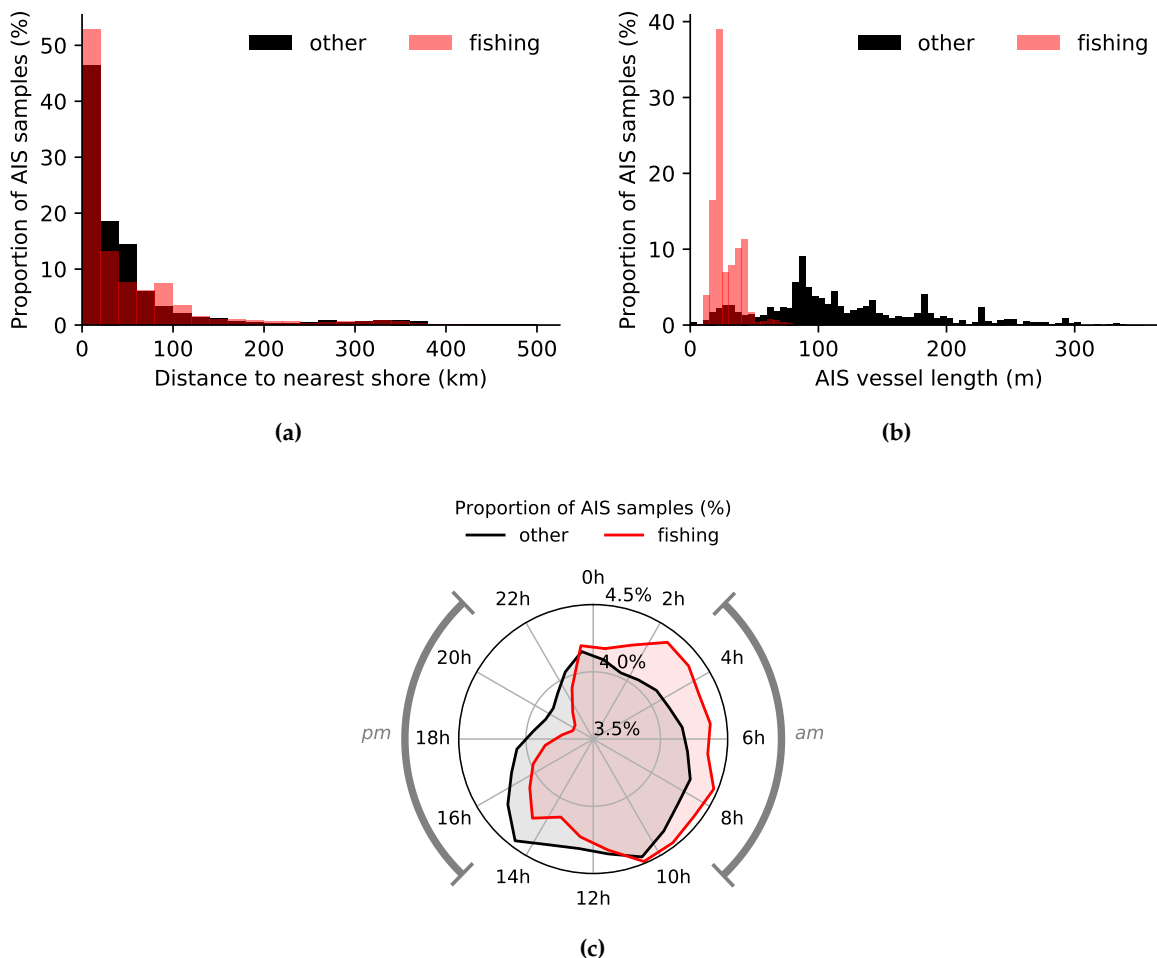 Proportion of AIS samples (%)
50
40
30
20
10
0
other
fishing
0 100 200 300 400 500
Distance to nearest shore (km)
(a)
Proportion of AIS samples (%)
40
30
20
10
0
other
fishing
0 100 200 300
AIS vessel length (m)
(b)
Proportion of AIS samples (%)
other
fishing
0h
2h
4h
6h
8h
10h
12h
14h
16h
18h
20h
22h
4.5%
4.0%
3.5%
pm
am
(c)